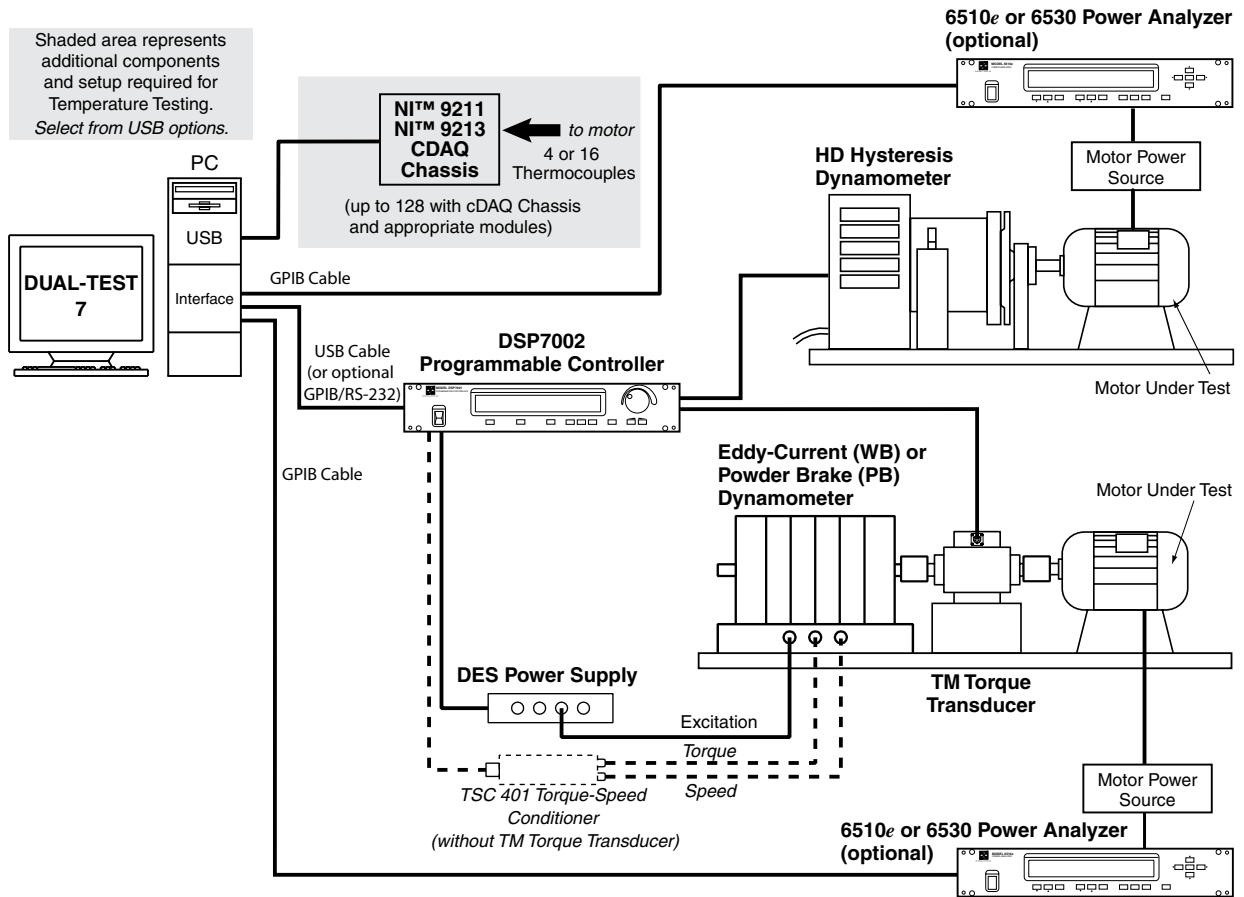 6510e or 6530 Power Analyzer
(optional)
Shaded area represents
additional components
and setup required for
Temperature Testing.
Select from USB options.
NI™ 9211
NI™ 9213
CDAQ
Chassis
to motor
4 or 16
Thermocouples
(up to 128 with cDAQ Chassis
and appropriate modules)
PC
USB
Interface
DUAL-TEST
7
GPIB Cable
HD Hysteresis
Dynamometer
Motor Power
Source
Motor Under Test
USB Cable
(or optional
GPIB/RS-232)
DSP7002
Programmable Controller
GPIB Cable
Eddy-Current (WB) or
Powder Brake (PB)
Dynamometer
Motor Under Test
DES Power Supply
Excitation
Torque
Speed
TSC 401 Torque-Speed
Conditioner
(without TM Torque Transducer)
TM Torque
Transducer
Motor Power
Source
6510e or 6530 Power Analyzer
(optional)